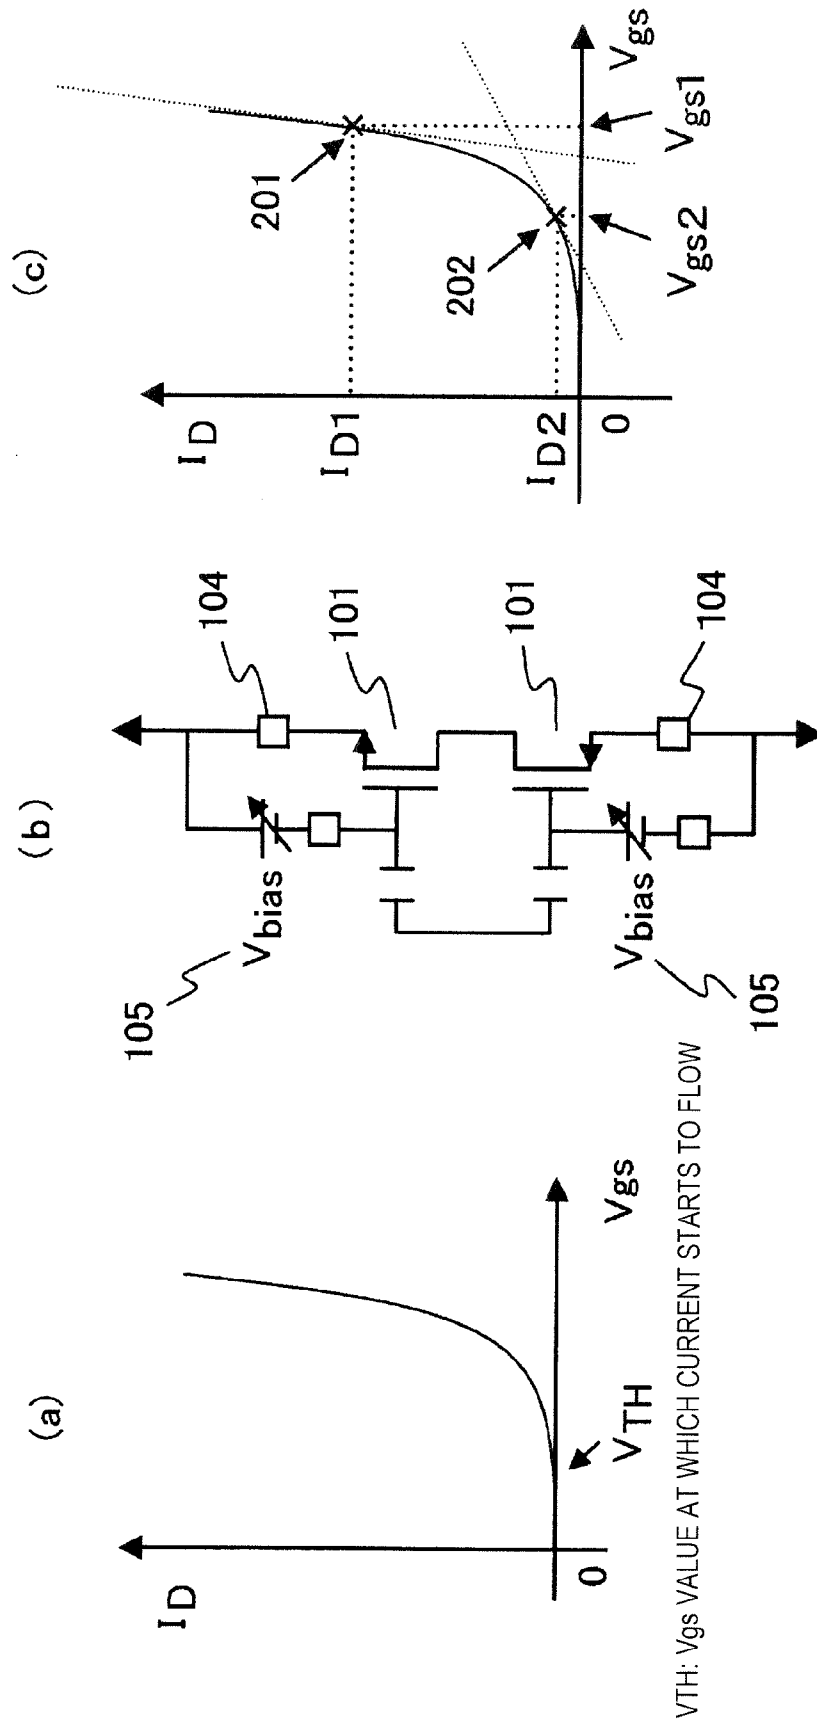 (a)
I_D
0
V_TH
Vgs
VTH: Vgs VALUE AT WHICH CURRENT STARTS TO FLOW
(b)
105
V_bias
104
101
101
V_bias
105
104
(c)
I_D
I_D1
I_D2
0
201
202
V_gs2
V_gs1
V_gs